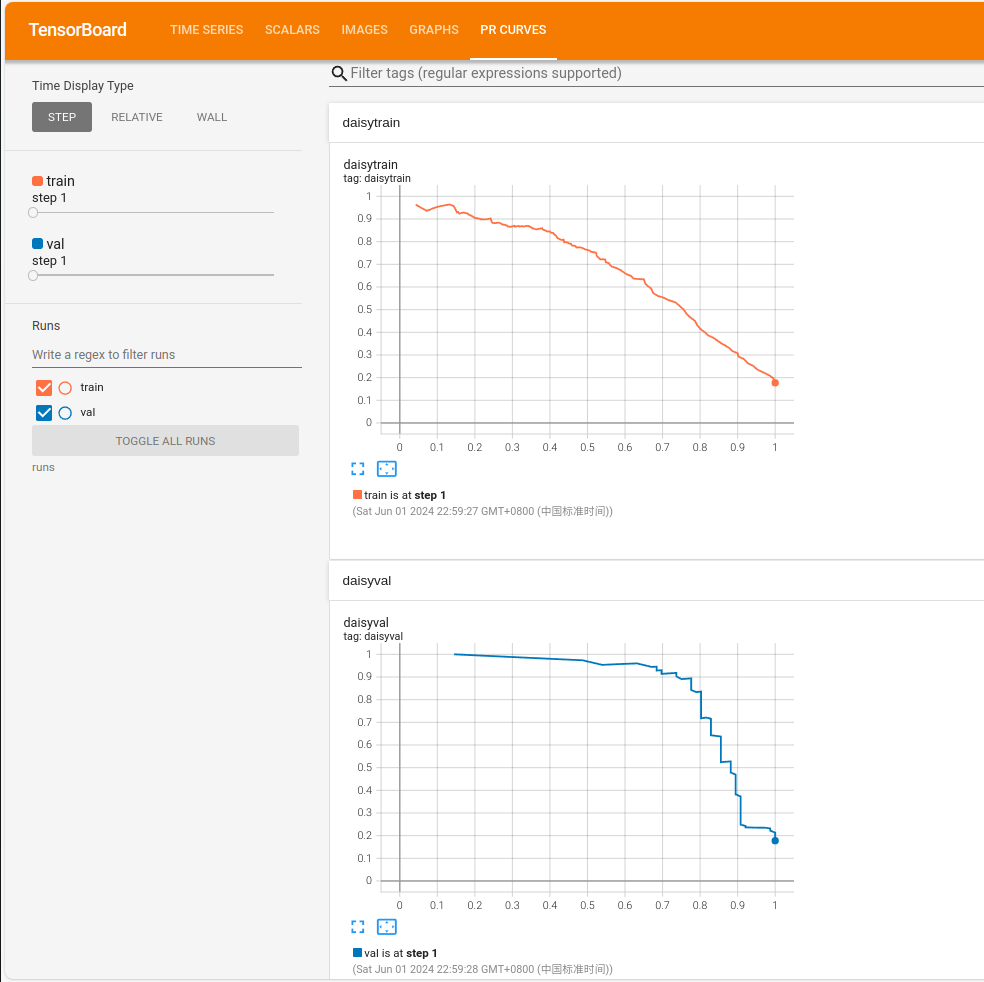 TensorBoard TIME SERIES SCALARS IMAGES GRAPHS PR CURVES
Time Display Type
STEP RELATIVE WALL
train
step 1
val
step 1
Runs
Write a regex to filter runs
train
val
TOGGLE ALL RUNS
runs
Filter tags (regular expressions supported)
daisytrain
daisytrain
tag: daisytrain
1
0.9
0.8
0.7
0.6
0.5
0.4
0.3
0.2
0.1
0
0 0.1 0.2 0.3 0.4 0.5 0.6 0.7 0.8 0.9 1
train is at step 1
(Sat Jun 01 2024 22:59:27 GMT+0800 (中国标准时间))
daisyval
daisyval
tag: daisyval
1
0.9
0.8
0.7
0.6
0.5
0.4
0.3
0.2
0.1
0
0 0.1 0.2 0.3 0.4 0.5 0.6 0.7 0.8 0.9 1
val is at step 1
(Sat Jun 01 2024 22:59:28 GMT+0800 (中国标准时间))